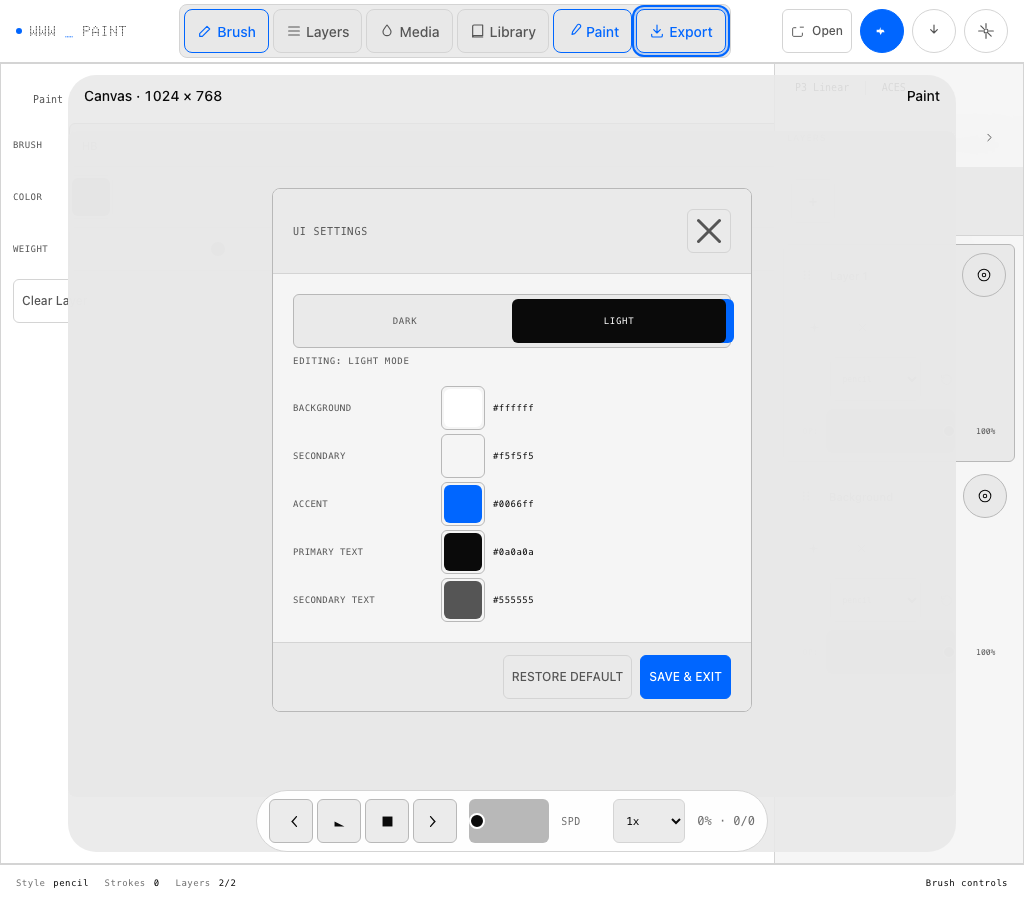 WWW _ PAINT
Brush
Layers
Media
Library
Paint
Export
Open
Paint
Canvas · 1024 × 768
Paint
P3 Linear
ACES
BRUSH
COLOR
WEIGHT
Clear La
UI SETTINGS
DARK
LIGHT
EDITING: LIGHT MODE
BACKGROUND
#ffffff
SECONDARY
#f5f5f5
ACCENT
#0066ff
PRIMARY TEXT
#0a0a0a
SECONDARY TEXT
#555555
RESTORE DEFAULT
SAVE & EXIT
100%
100%
SPD
1x
0% · 0/0
Style pencil
Strokes 0
Layers 2/2
Brush controls